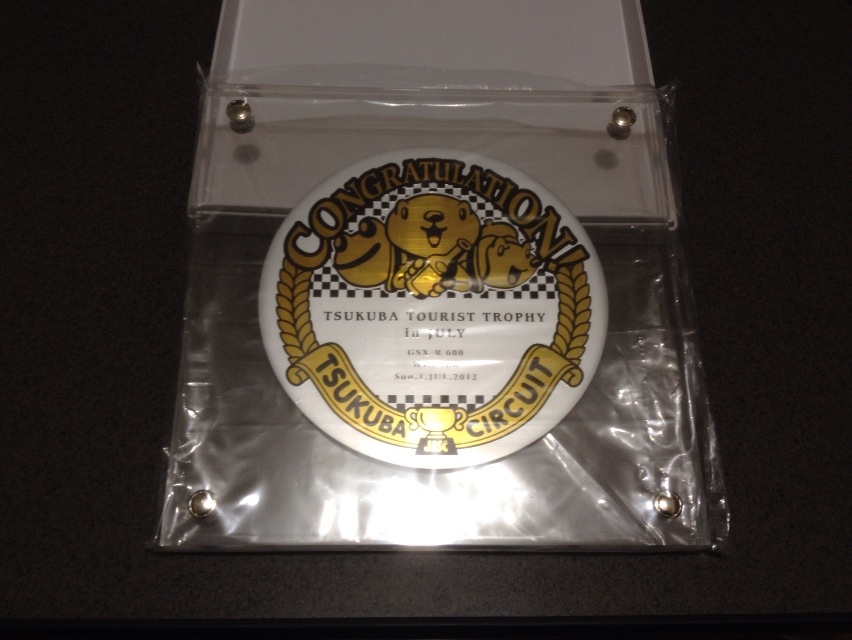 CONGRATULATION!
TSUKUBA TOURIST TROPHY
in JULY
GSX-R 600
Sun.1.JUL.2012
TSUKUBA CIRCUIT